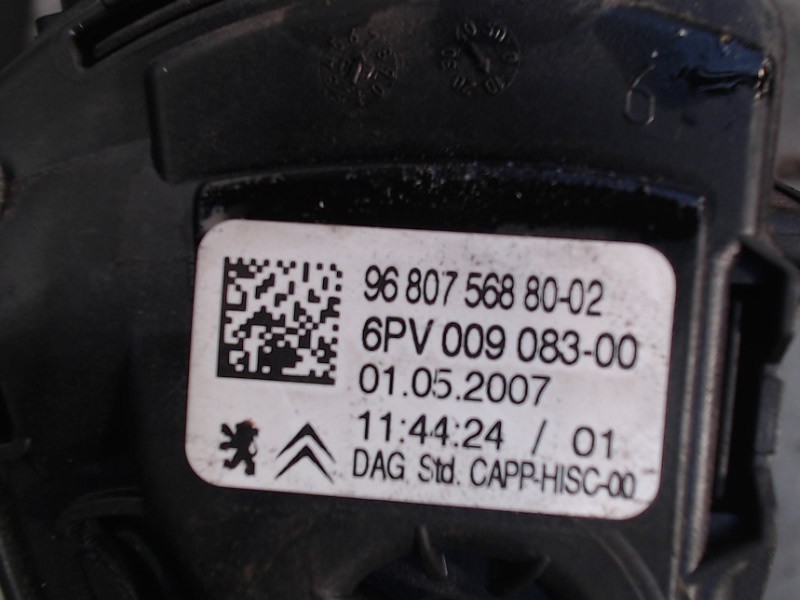 6
96 807 568 80-02
6PV 009 083-00
01.05.2007
11:44:24 / 01
DAG Std. CAPP-HISC-00